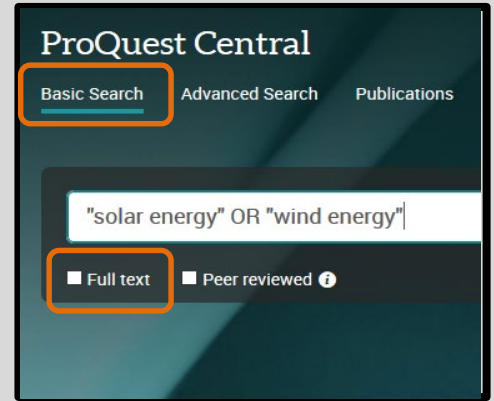 ProQuest Central
Basic Search Advanced Search Publications
"solar energy" OR "wind energy"
Full text Peer reviewed i